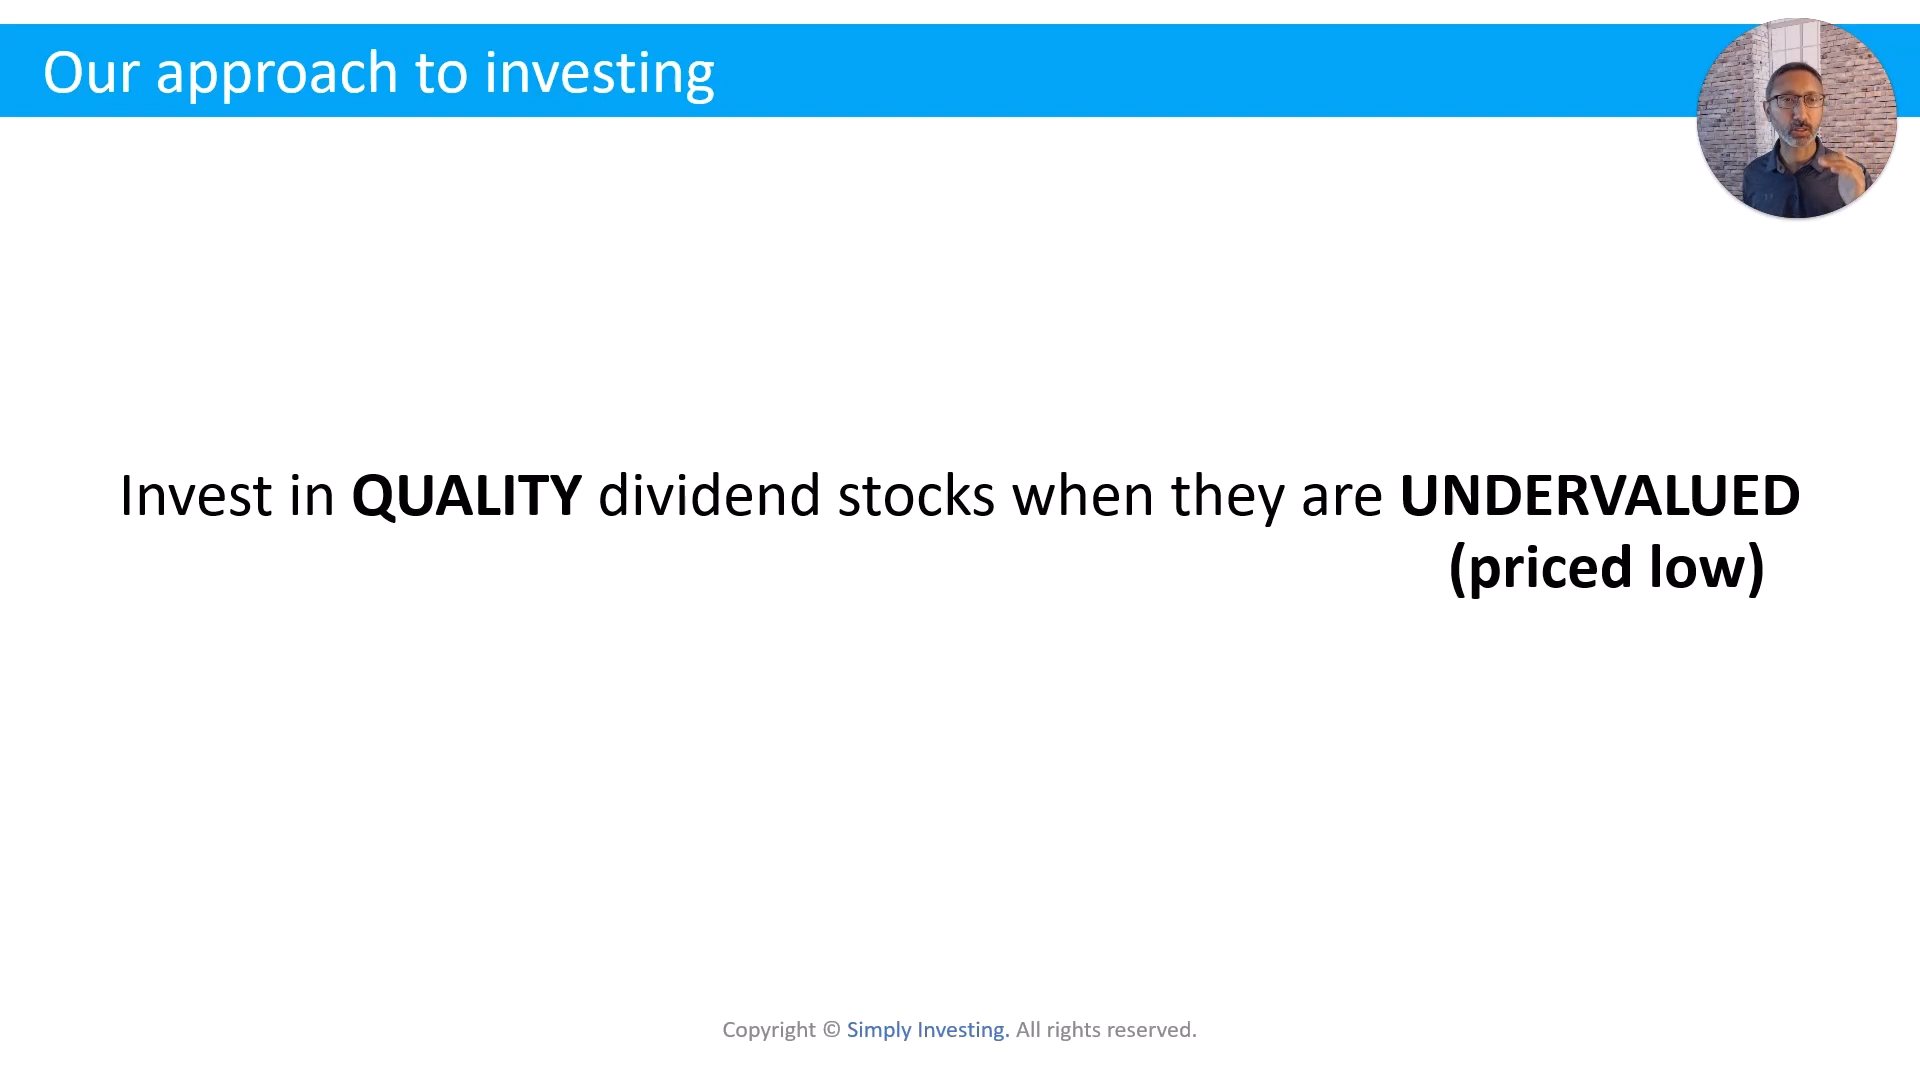 Our approach to investing
Invest in QUALITY dividend stocks when they are UNDERVALUED
(priced low)
Copyright © Simply Investing. All rights reserved.